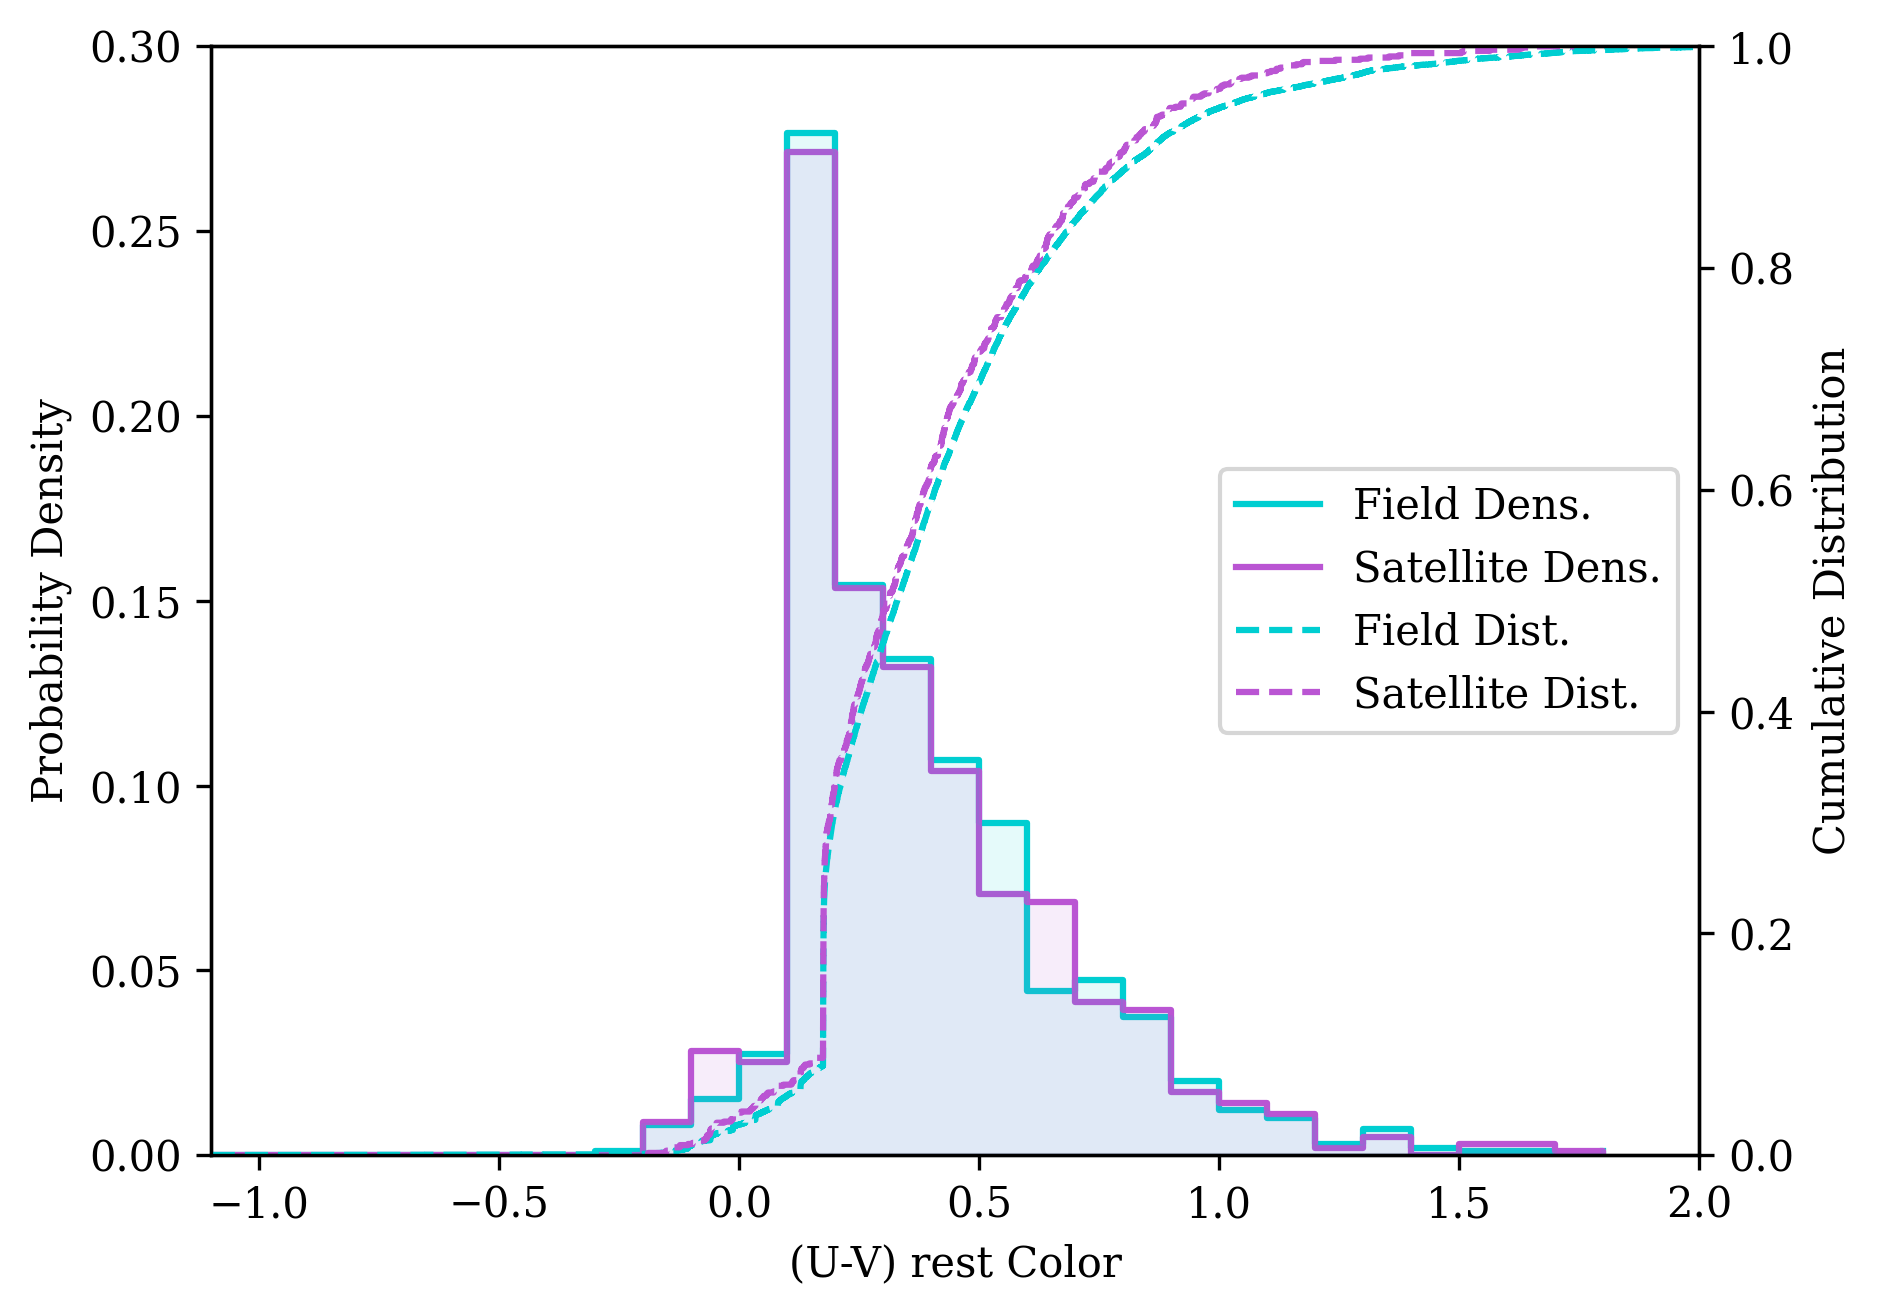 0.30
0.25
0.20
0.15
0.10
0.05
0.00
Probability Density
1.0
0.8
0.6
0.4
0.2
0.0
Cumulative Distribution
Field Dens.
Satellite Dens.
Field Dist.
Satellite Dist.
−1.0 −0.5 0.0 0.5 1.0 1.5 2.0
(U-V) rest Color